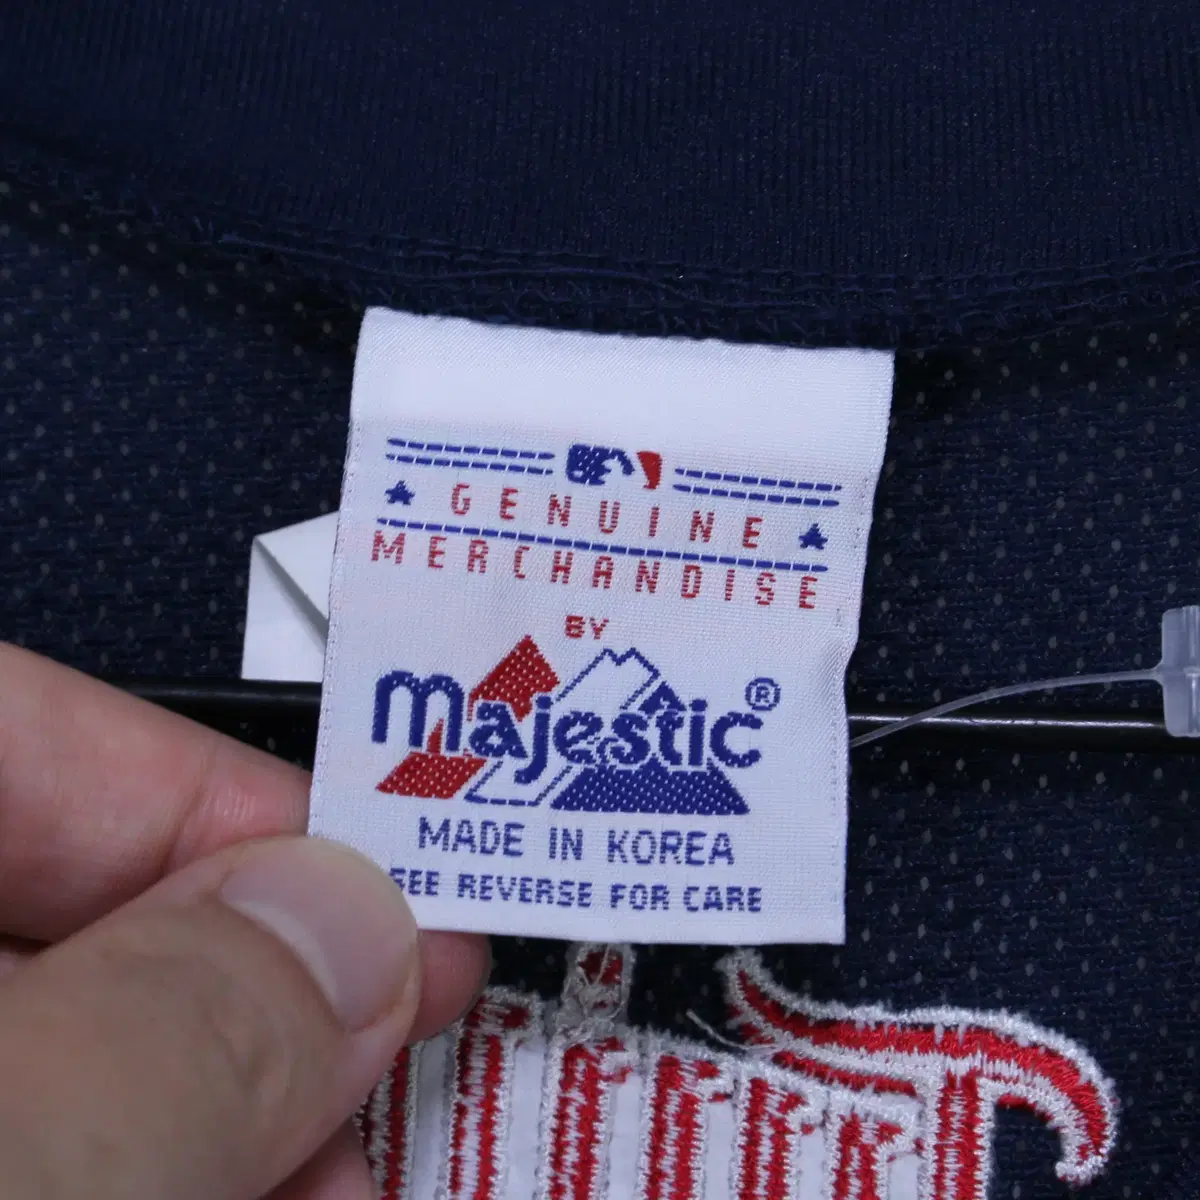 GENUINE
MERCHANDISE
BY
majestic®
MADE IN KOREA
SEE REVERSE FOR CARE